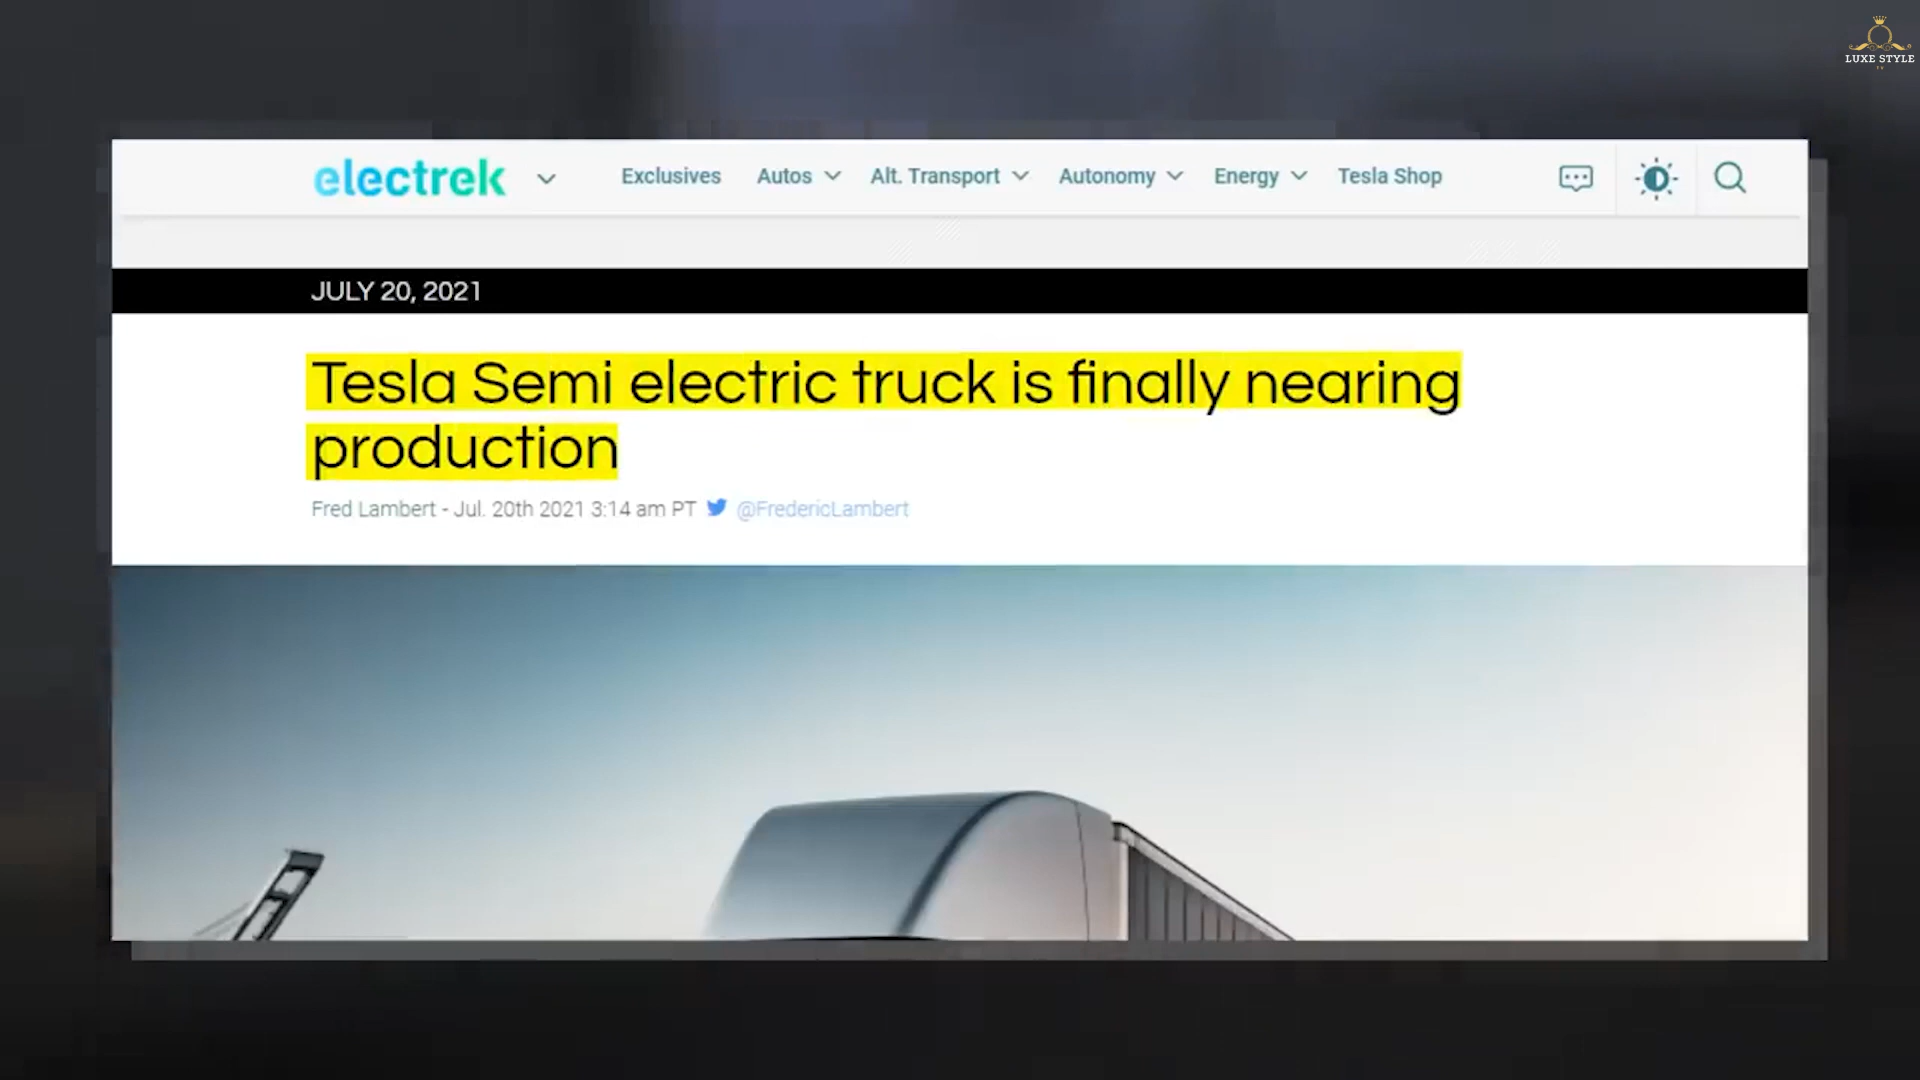 LUXE STYLE
electrek
Exclusives Autos Alt. Transport Autonomy Energy Tesla Shop
JULY 20, 2021
Tesla Semi electric truck is finally nearing
production
Fred Lambert - Jul. 20th 2021 3:14 am PT @FredericLambert